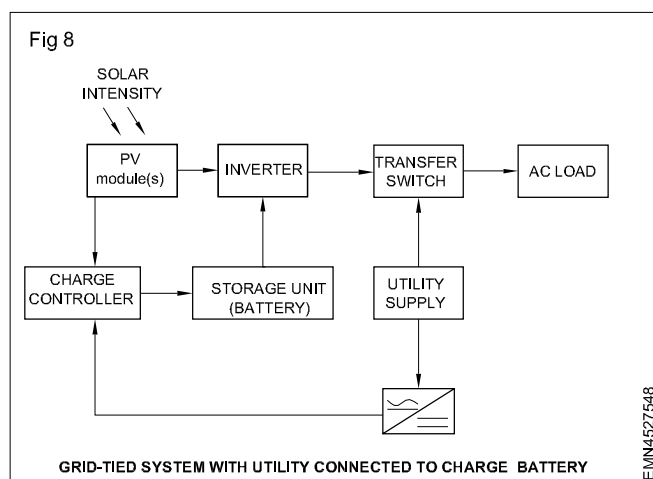 Fig 8
SOLAR
INTENSITY
PV
module(s)
INVERTER
TRANSFER
SWITCH
AC LOAD
CHARGE
CONTROLLER
STORAGE UNIT
(BATTERY)
UTILITY
SUPPLY
GRID-TIED SYSTEM WITH UTILITY CONNECTED TO CHARGE BATTERY
EMN4527548